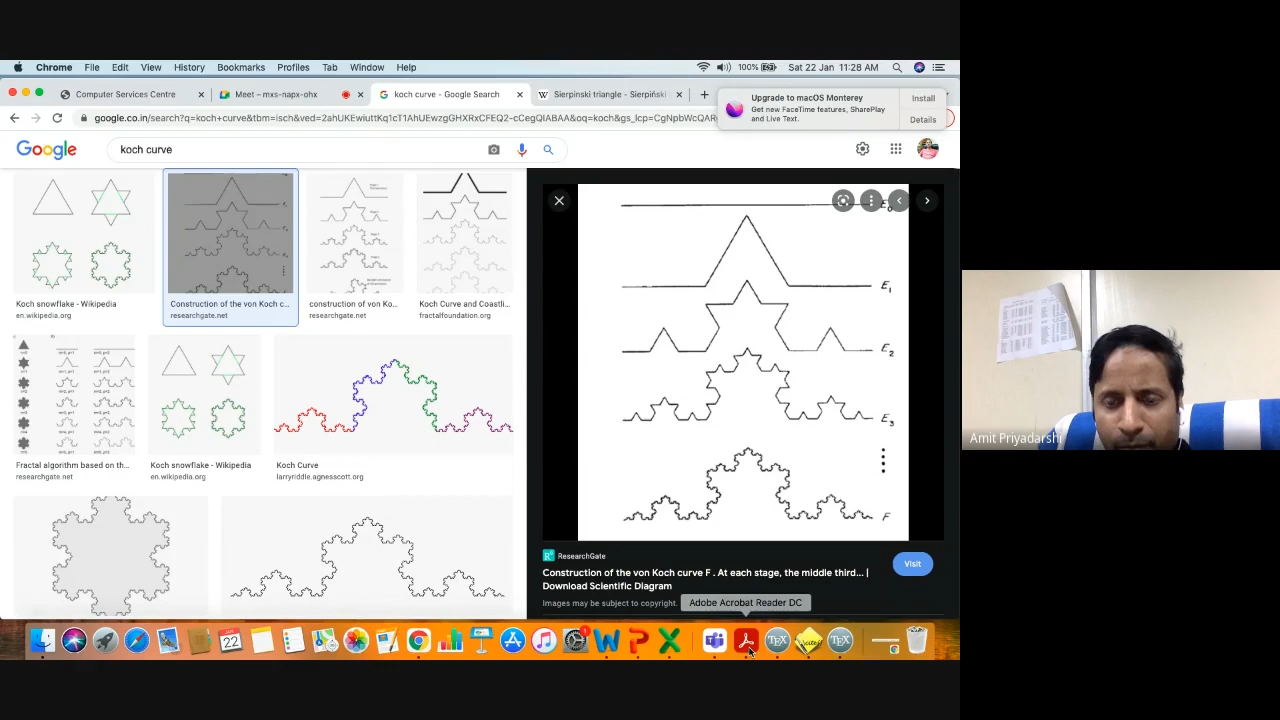 Chrome File Edit View History Bookmarks Profiles Tab Window Help 100% Sat 22 Jan 11:28 AM
Computer Services Centre
Meet – mxs-napx-ohx
koch curve - Google Search
Sierpinski triangle - Sierpiński
Upgrade to macOS Monterey
Get new FaceTime features, SharePlay and Live Text.
Install
Details
google.co.in/search?q=koch+curve&tbm=isch&ved=
Google
koch curve
Koch snowflake - Wikipedia
en.wikipedia.org
Construction of the von Koch c...
researchgate.net
construction of von Ko...
researchgate.net
Koch Curve and Coastli...
fractalfoundation.org
Fractal algorithm based on th...
researchgate.net
Koch snowflake - Wikipedia
en.wikipedia.org
Koch Curve
larryriddle.agnesscott.org
E₀
E₁
E₂
E₃
F
ResearchGate
Construction of the von Koch curve F . At each stage, the middle third... |
Download Scientific Diagram
Visit
Images may be subject to copyright.
Adobe Acrobat Reader DC
22
TEX
TEX
Amit Priyadarshi